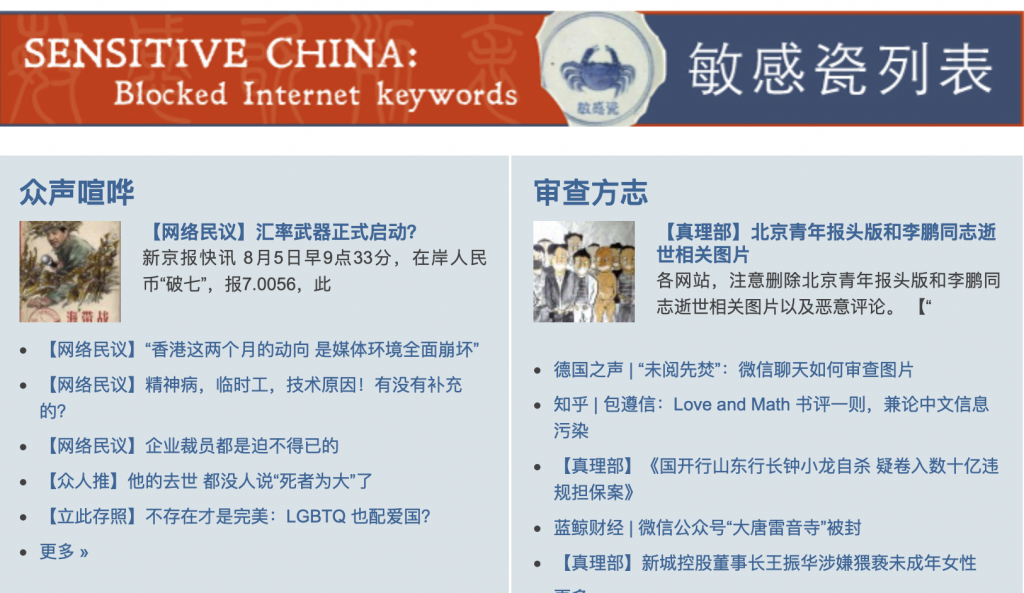 SENSITIVE CHINA:
Blocked Internet keywords
敏感瓷
敏感瓷列表
众声喧哗
【网络民议】汇率武器正式启动？
新京报快讯 8月5日早9点33分，在岸人民
币“破七”，报7.0056，此
海带战
• 【网络民议】“香港这两个月的动向 是媒体环境全面崩坏”
• 【网络民议】精神病，临时工，技术原因！有没有补充
的?
• 【网络民议】企业裁员都是迫不得已的
• 【众人推】他的去世 都没人说“死者为大”了
• 【立此存照】不存在才是完美：LGBTQ 也配爱国?
• 更多 »
审查方志
【真理部】北京青年报头版和李鹏同志逝
世相关图片
各网站，注意删除北京青年报头版和李鹏同
志逝世相关图片以及恶意评论。 【“
• 德国之声 | “未阅先焚”：微信聊天如何审查图片
• 知乎 | 包遵信：Love and Math 书评一则，兼论中文信息
污染
• 【真理部】《国开行山东行长钟小龙自杀 疑卷入数十亿违
规担保案》
• 蓝鲸财经 | 微信公众号“大唐雷音寺”被封
• 【真理部】新城控股董事长王振华涉嫌猥亵未成年女性